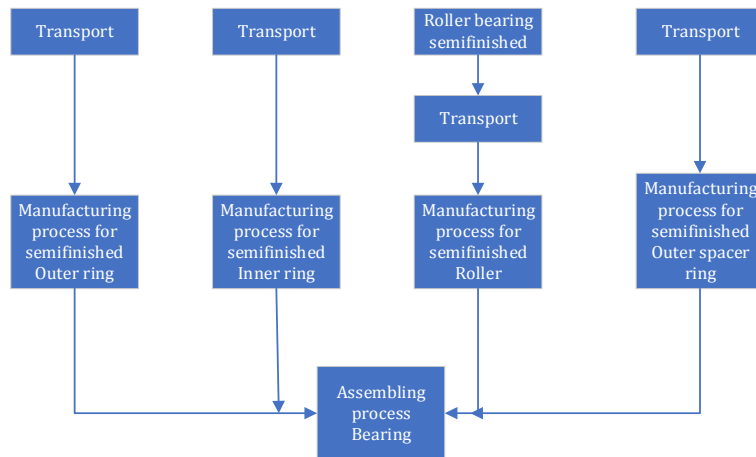 Transport
Transport
Roller bearing
semifinished
Transport
Transport
Manufacturing
process for
semifinished
Outer ring
Manufacturing
process for
semifinished
Inner ring
Manufacturing
process for
semifinished
Roller
Manufacturing
process for
semifinished
Outer spacer
ring
Assembling
process
Bearing